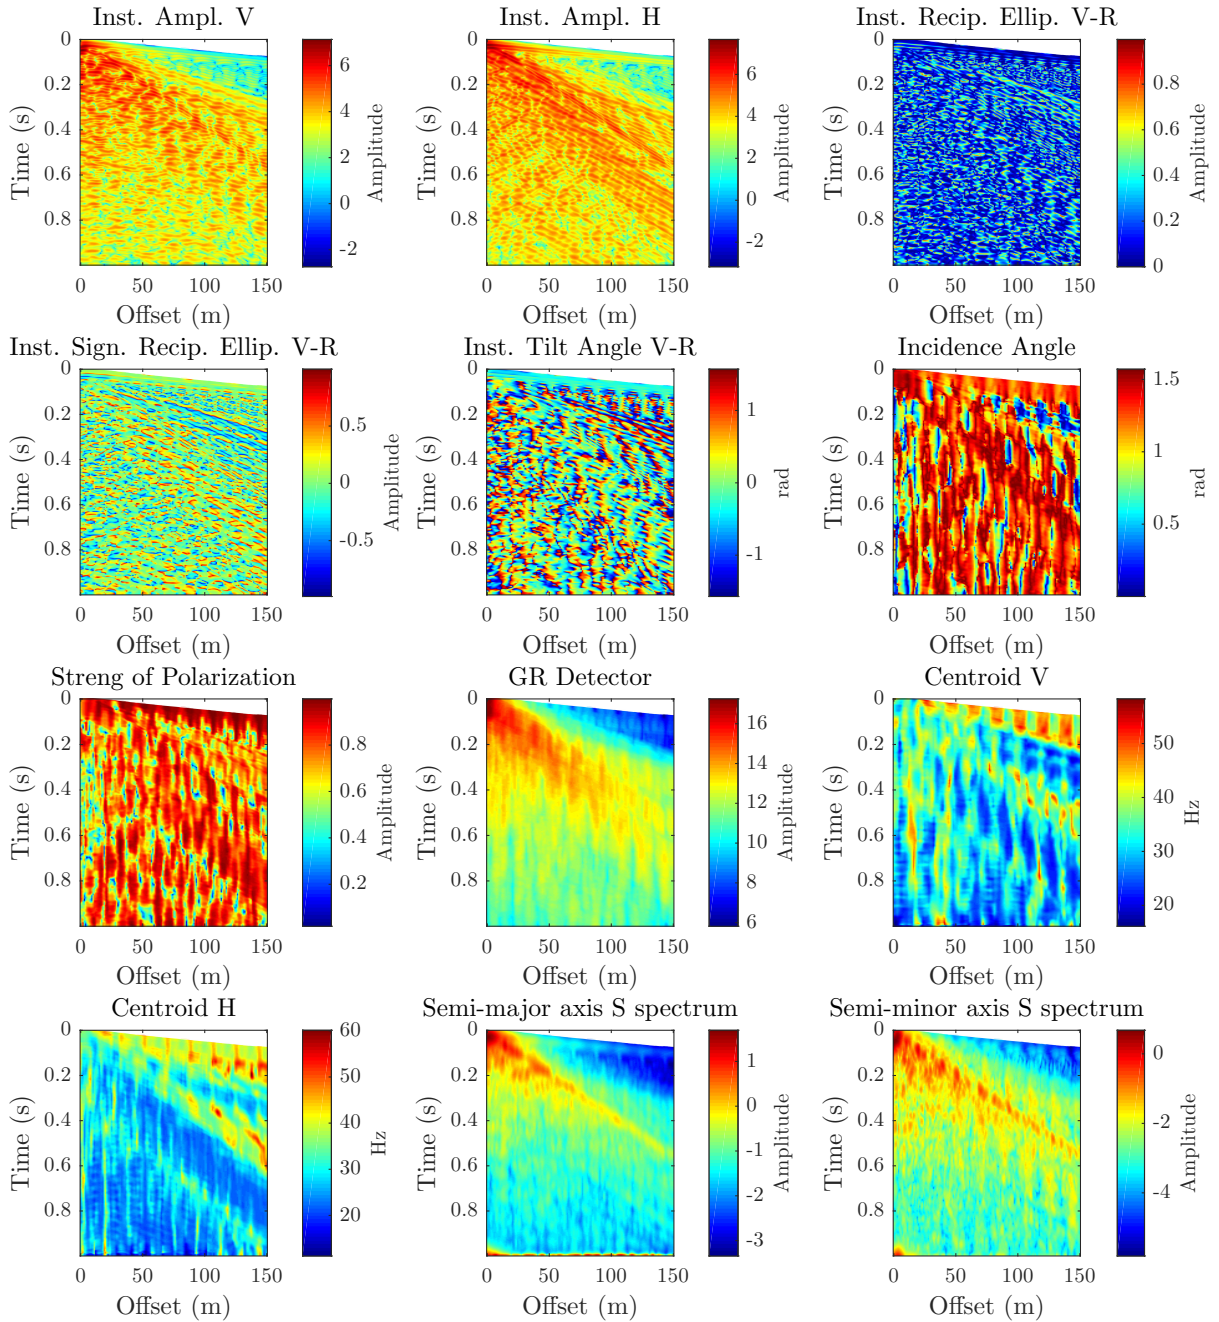 Inst. Ampl. V
Inst. Ampl. H
Inst. Recip. Ellip. V-R
0
0.2
0.4
0.6
0.8
Time (s)
0 50 100 150
Offset (m)
6
4
2
0
-2
Amplitude
0
0.2
0.4
0.6
0.8
Time (s)
0 50 100 150
Offset (m)
6
4
2
0
-2
Amplitude
0
0.2
0.4
0.6
0.8
Time (s)
0 50 100 150
Offset (m)
0.8
0.6
0.4
0.2
0
Amplitude
Inst. Sign. Recip. Ellip. V-R
Inst. Tilt Angle V-R
Incidence Angle
0
0.2
0.4
0.6
0.8
Time (s)
0 50 100 150
Offset (m)
0.5
0
-0.5
Amplitude
0
0.2
0.4
0.6
0.8
Time (s)
0 50 100 150
Offset (m)
1
0
-1
rad
0
0.2
0.4
0.6
0.8
Time (s)
0 50 100 150
Offset (m)
1.5
1
0.5
rad
Streng of Polarization
GR Detector
Centroid V
0
0.2
0.4
0.6
0.8
Time (s)
0 50 100 150
Offset (m)
0.8
0.6
0.4
0.2
Amplitude
0
0.2
0.4
0.6
0.8
Time (s)
0 50 100 150
Offset (m)
16
14
12
10
8
6
Amplitude
0
0.2
0.4
0.6
0.8
Time (s)
0 50 100 150
Offset (m)
50
40
30
20
Hz
Centroid H
Semi-major axis S spectrum
Semi-minor axis S spectrum
0
0.2
0.4
0.6
0.8
Time (s)
0 50 100 150
Offset (m)
60
50
40
30
20
Hz
0
0.2
0.4
0.6
0.8
Time (s)
0 50 100 150
Offset (m)
1
0
-1
-2
-3
Amplitude
0
0.2
0.4
0.6
0.8
Time (s)
0 50 100 150
Offset (m)
0
-2
-4
Amplitude